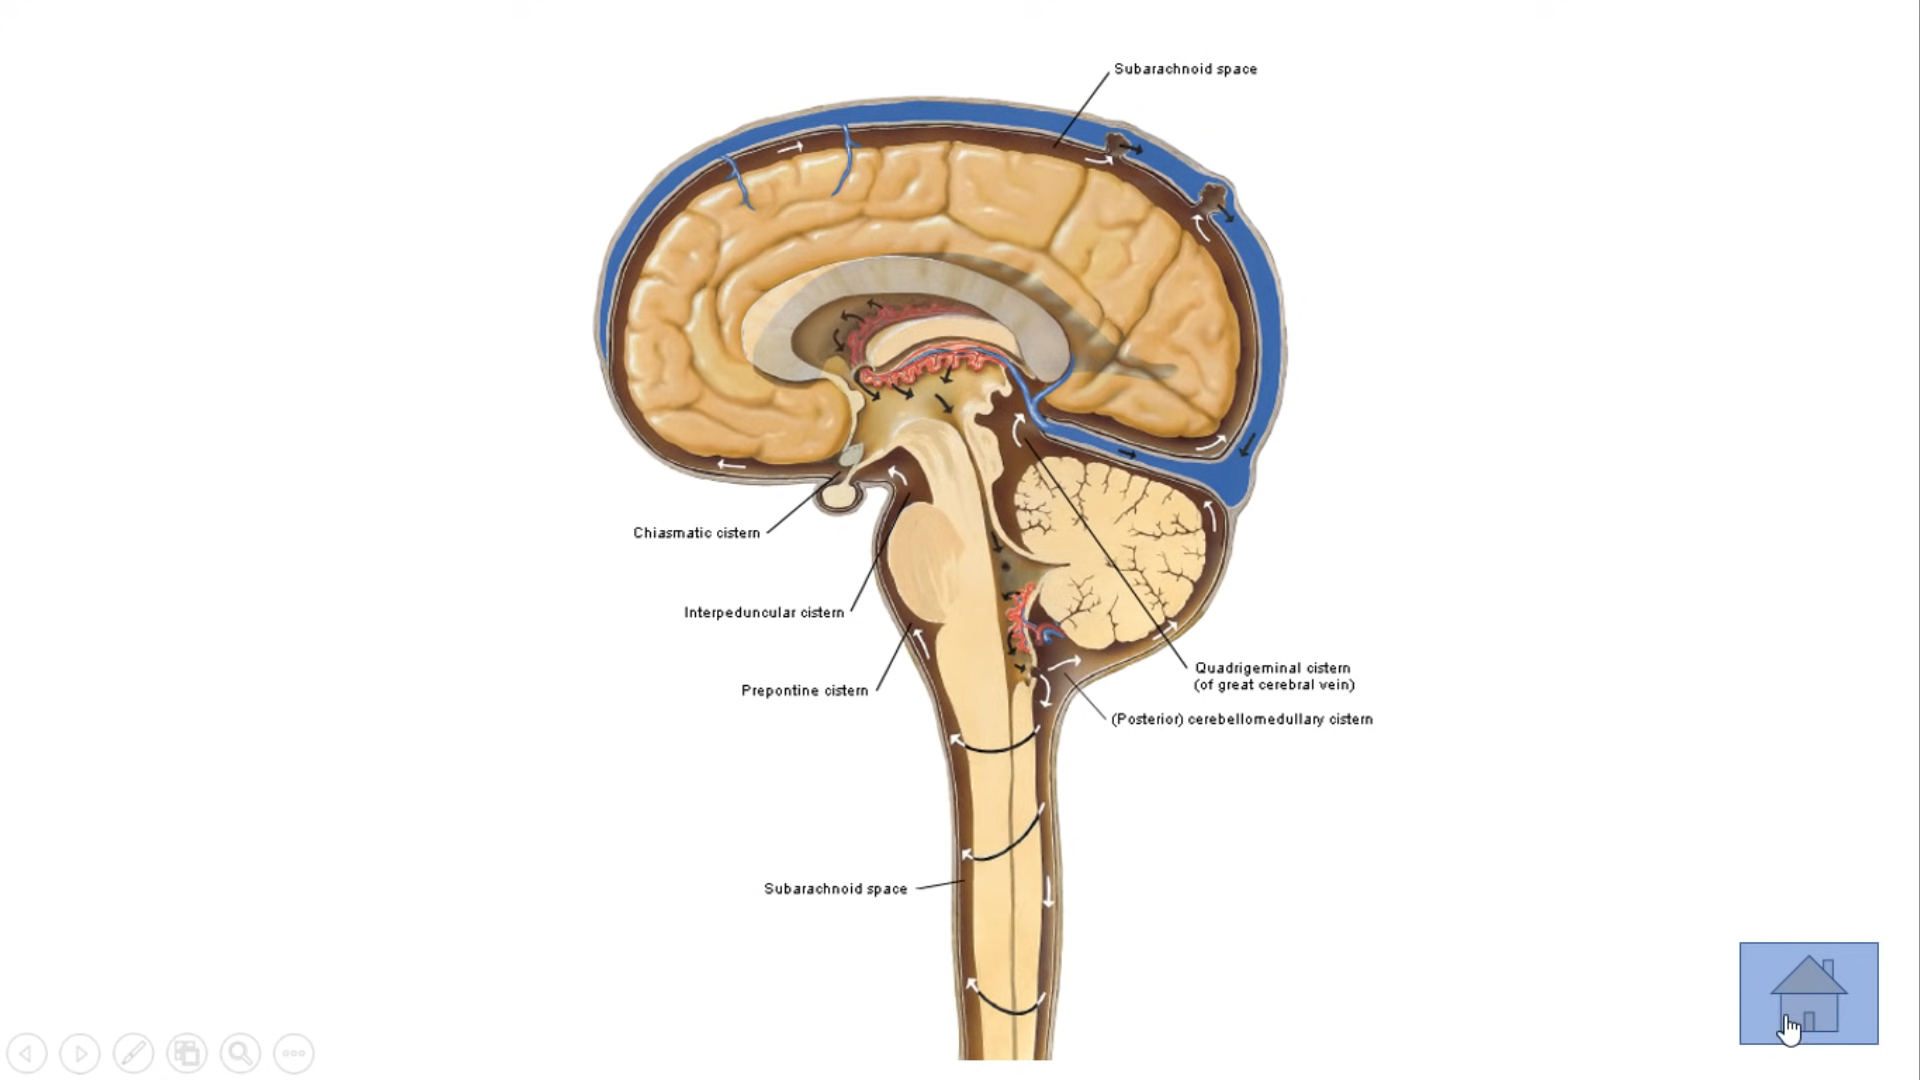 Subarachnoid space
Chiasmatic cistern
Interpeduncular cistern
Prepontine cistern
Quadrigeminal cistern
(of great cerebral vein)
(Posterior) cerebellomedullary cistern
Subarachnoid space